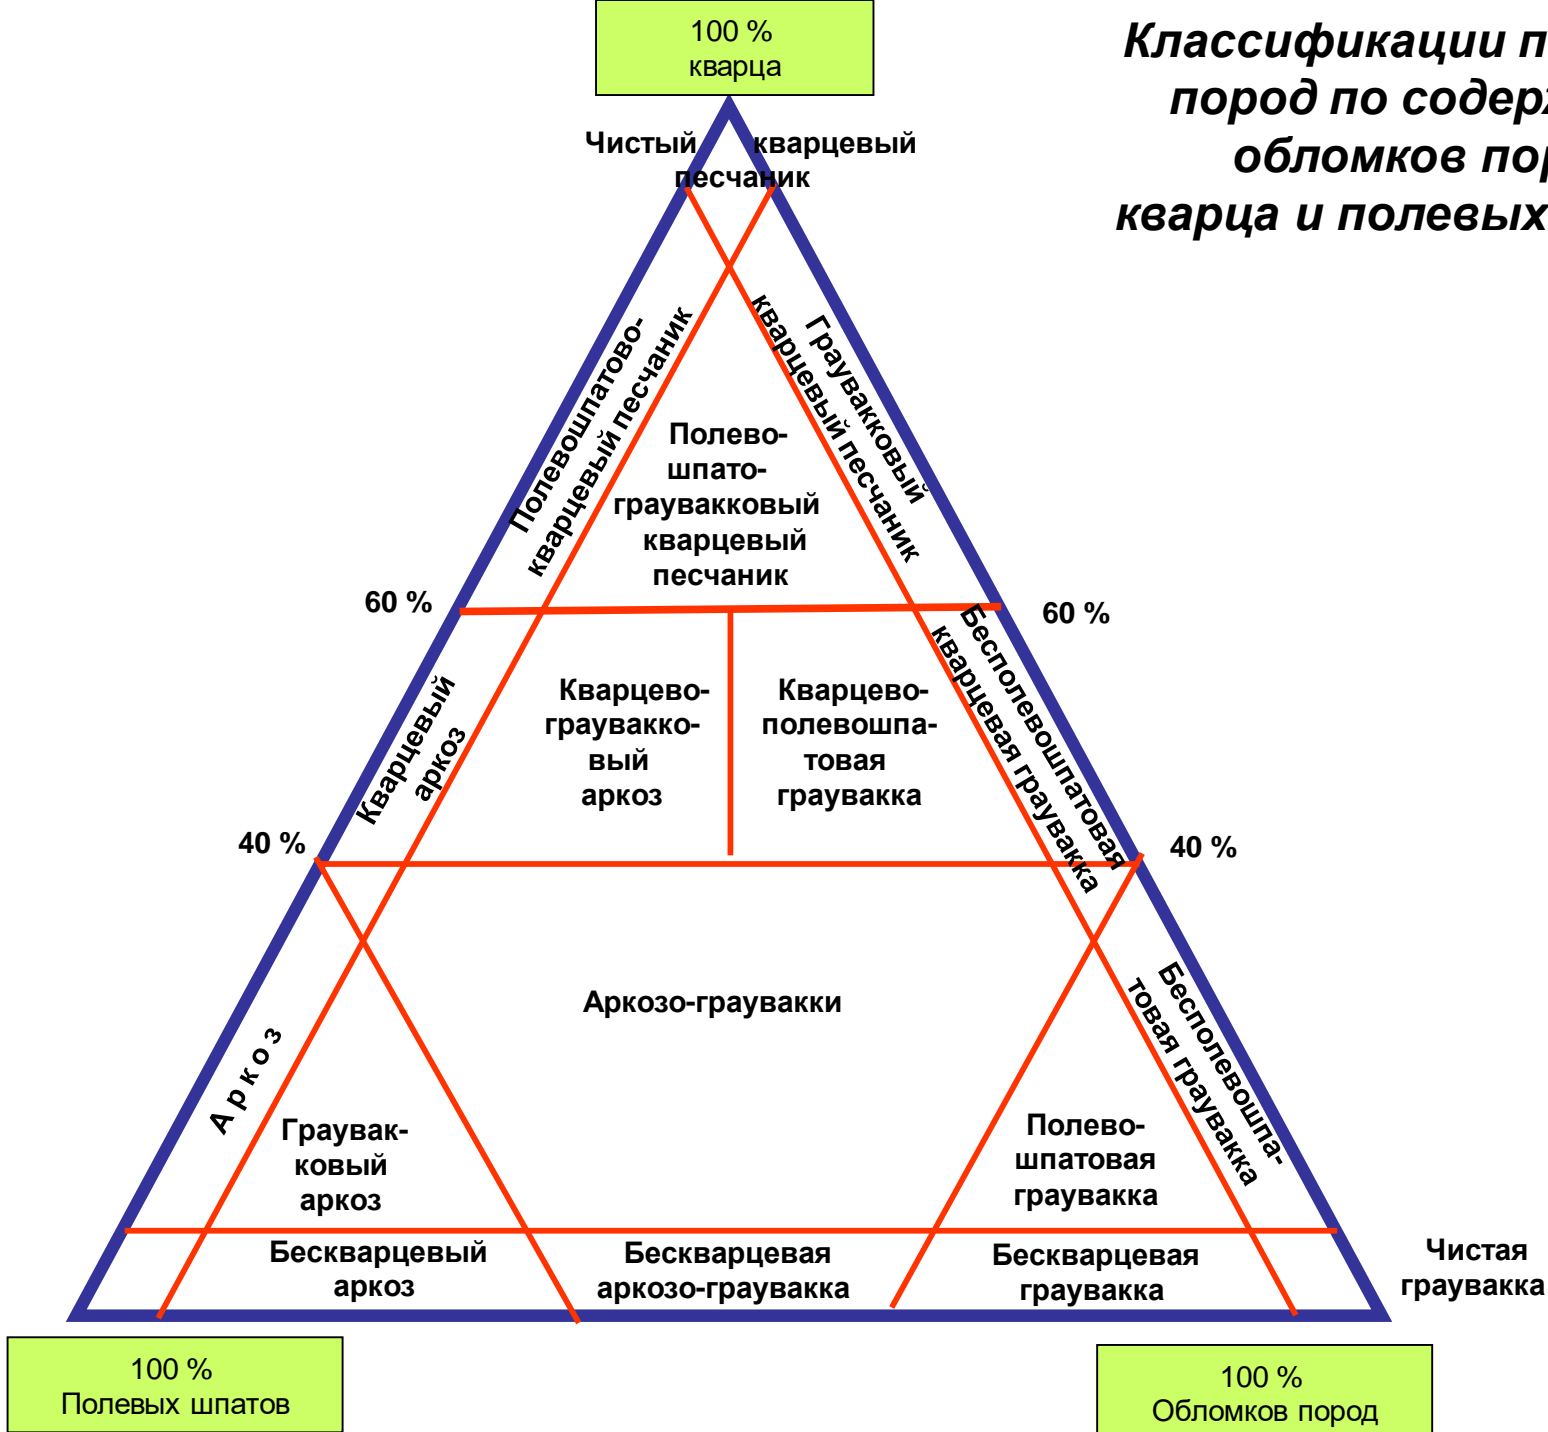 100 %
кварца
Классификации п
пород по содерж
обломков пор
кварца и полевых
Чистый кварцевый
песчаник
Полевошпатово-
кварцевый песчаник
Граувакковый
кварцевый песчаник
Полево-
шпато-
граувакковый
кварцевый
песчаник
60 %
60 %
Кварцевый
аркоз
Кварцево-
граувакко-
вый
аркоз
Кварцево-
полевошпа-
товая
граувакка
Бесполевошпатовая
кварцевая граувакка
40 %
40 %
Аркозо-граувакки
Аркоз
Граувак-
ковый
аркоз
Полево-
шпатовая
граувакка
Бесполевошпа-
товая граувакка
Бескварцевый
аркоз
Бескварцевая
аркозо-граувакка
Бескварцевая
граувакка
Чистая
граувакка
100 %
Полевых шпатов
100 %
Обломков пород